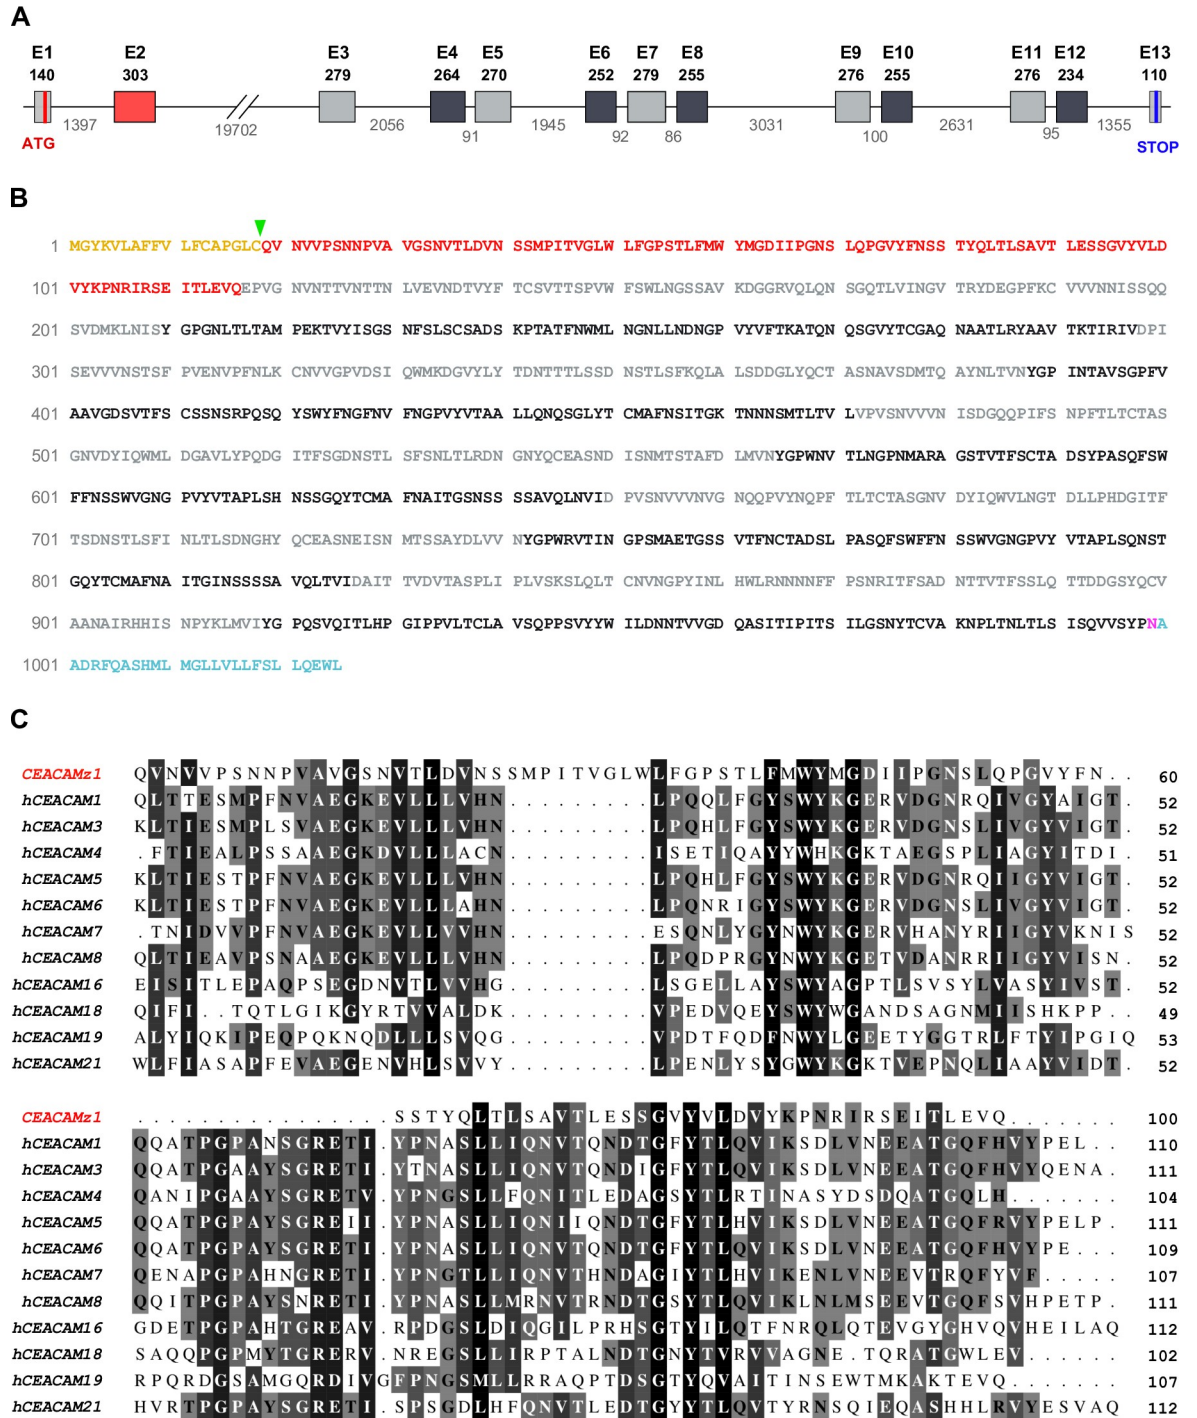 A
E1 E2 E3 E4 E5 E6 E7 E8 E9 E10 E11 E12 E13
140 303 279 264 270 252 279 255 276 255 276 234 110
1397 19702 2056 91 1945 92 86 3031 100 2631 95 1355
ATG STOP
B
1 MGYKVLAFFV LFCAPGLCQV NVVPSNNPVA VGSNVTLDVN SSMPITVGLW LFGPSTLFMW YMGDIIPGNS LQPGVYFNSS TYQLTLSAVT LESSGVYVLD
101 VYKPNRIRSE ITLEVQEPVG NVNTTVNTTN LVEVNDTVYF TCSVTTSPVW FSWLNGSSAV KDGGRVQLQN SGQTLVINGV TRYDEGPFKC VVVNNISSQQ
201 SVDMKLNISY GPGNLTLTAM PEKTVYISGS NFSLSCSADS KPTATFNWML NGNLLNDNGP VYVFTKATQN QSGVYTCGAQ NAATLRYAAV TKTIRIVDPI
301 SEVVVNSTSF PVENVPFNLK CNVVGPVDSI QWMKDGVYLY TDNTTTLSSD NSTLSFKQLA LSDDGLYQCT ASNAVSDMTQ AYNLTVNYGP INTAVSGPFV
401 AAVGDSVTFS CSSNSRPQSQ YSWYFNGFNV FNGPVYVTAA LLQNQSGLYT CMAFNSITGK TNNNSMTLTV LVPVSNVVVN ISDGQQPIFS NPFTLTCTAS
501 GNVDYIQWML DGAVLYPQDG ITFSGDNSTL SFSNLTLRDN GNYQCEASND ISNMTSTAFD LMVNYGPWNV TLNGPNMARA GSTVTFSCTA DSYPASQFSW
601 FFNSSWVGNG PVYVTAPLSH NSSGQYTCMA FNAITGSNSS SSAVQLNVID PVSNVVVNVG NQQPVYNQPF TLTCTASGNV DYIQWVLNGT DLLPHDGITF
701 TSDNSTLSFI NLTLSDNGHY QCEASNEISN MTSSAYDLVV NYGPWRVTIN GPSMAETGSS VTFNCTADSL PASQFSWFFN SSWVGNGPVY VTAPLSQNST
801 GQYTCMAFNA ITGINSSSSA VQLTVIDAIT TVDVTASPLI PLVSKSLQLT CNVNGPYINL HWLRNNNNFF PSNRITFSAD NTTVTFSSLQ TTDDGSYQCV
901 AANAIRHHIS NPYKLMVIYG PQSVQITLHP GIPPVLTCLA VSQPPSVYYW ILDNNTVVGD QASITIPITS ILGSNYTCVA KNPLTNLTLS ISQVVSYPNA
1001 ADRFQASHML MGLLVLLFSL LQEWL
C
CEACAMz1 QVNVVPSNNPVAVGSNVTLDVNSSMPITVGLWLFGPSTLFMWYMGDIIPGNSLQPGVYFN.. 60
hCEACAM1 QLTTESMPFNVAEGKEVLLLVHN.........LPQQLFGYSWYKGERVDGNRQIVGYAIGT. 52
hCEACAM3 KLTIESMPLSVAEGKEVLLLVHN.........LPQHLFGYSWYKGERVDGNSLIVGYVIGT. 52
hCEACAM4 .FTIEALPSSAAEGKDVLLLACN.........ISETIQAYYWHKGKTAEGSPLIAGYITDI. 51
hCEACAM5 KLTIESTPFNVAEGKEVLLLVHN.........LPQHLFGYSWYKGERVDGNRQIIGYVIGT. 52
hCEACAM6 KLTIESTPFNVAEGKEVLLLAHN.........LPQNRIGYSWYKGERVDGNSLIVGYVIGT. 52
hCEACAM7 .TNIDVVPFNVAEGKEVLLVVHN.........ESQNLYGYNWYKGERVHANYRIIGYVKNIS 52
hCEACAM8 QLTIEAVPSNAAEGKEVLLLVHN.........LPQDPRGYNWYKGETVDANRRIIGYVISN. 52
hCEACAM16 EISITLEPAQPSEGDNVTLVVHG.........LSGELLAYSWYAGPTLSVSYLVASYIVST. 52
hCEACAM18 QIFI..TQTLGIKGYRTVVALDK.........VPEDVQEYSWYWGANDSAGNMIISHKPP.. 49
hCEACAM19 ALYIQKIPEQPQKNQDLLLSVQG.........VPDTFQDFNWYLGEETYGGTRLFTYIPGIQ 53
hCEACAM21 WLFIASAPFEVAEGENVHLSVVY.........LPENLYSYGWYKGKTVEPNQLIAAYVIDT. 52
CEACAMz1 ................SSTYQLTLSAVTLESSGVYVLDVYKPNRIRSEITLEVQ....... 100
hCEACAM1 QQATPGPANSGRETI.YPNASLLIQNVTQNDTGFYTLQVIKSDLVNEEATGQFHVYPEL.. 110
hCEACAM3 QQATPGAAYSGRETI.YTNASLLIQNVTQNDIGFYTLQVIKSDLVNEEATGQFHVYQENA. 111
hCEACAM4 QANIPGAAYSGRETV.YPNGSLLFQNITLEDAGSYTLRTINASYDSDQATGQLH....... 104
hCEACAM5 QQATPGPAYSGREII.YPNASLLIQNIIQNDTGFYTLHVIKSDLVNEEATGQFRVYPELP. 111
hCEACAM6 QQATPGPAYSGRETI.YPNASLLIQNVTQNDTGFYTLQVIKSDLVNEEATGQFHVYPE... 109
hCEACAM7 QENAPGPAHNGRETI.YPNGTLLIQNVTHNDAGIYTLHVIKENLVNEEVTRQFYVF..... 107
hCEACAM8 QQITPGPAYSNRETI.YPNASLLMRNVTRNDTGSYTLQVIKLNLMSEEVTGQFSVHPETP. 111
hCEACAM16 GDETPGPAHTGREAV.RPDGSLDIQGILPRHSGTYILQTFNRQLQTEVGYGHVQVHEILAQ 112
hCEACAM18 SAQQPGPMYTGRERV.NREGSLLIRPTALNDTGNYTVRVVAGNE.TQRATGWLEV...... 102
hCEACAM19 RPQRDGSAMGQRDIVGFPNGSMLLRRAQPTDSGTYQVAITINSEWTMKAKTEVQ....... 107
hCEACAM21 HVRTPGPAYSGRETI.SPSGDLHFQNVTLEDTGYYTLQVTYRNSQIEQASHHLRVYESVAQ 112